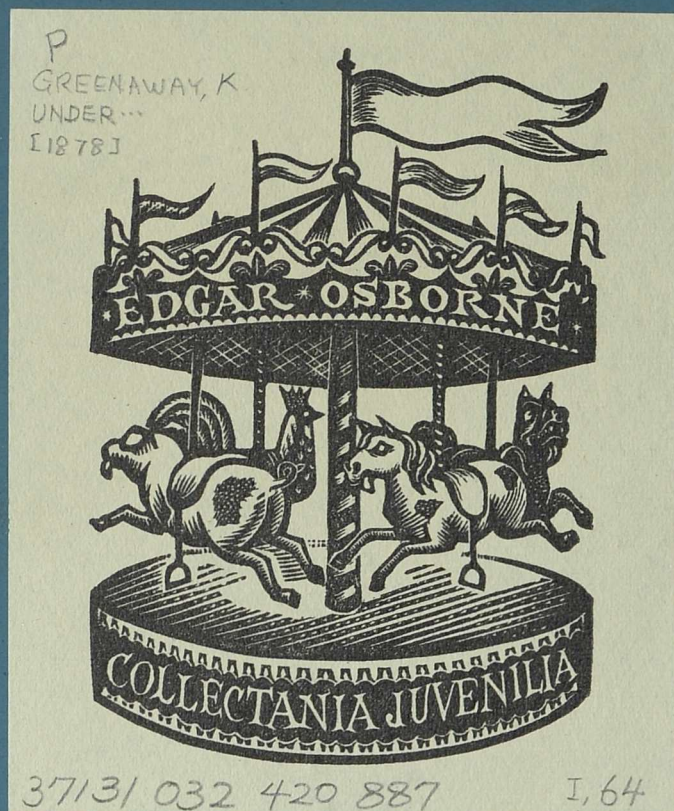 P
GREENAWAY, K
UNDER...
[1878]
EDGAR * OSBORNE
COLLECTANIA JUVENILIA
37131 032 420 887
I, 64